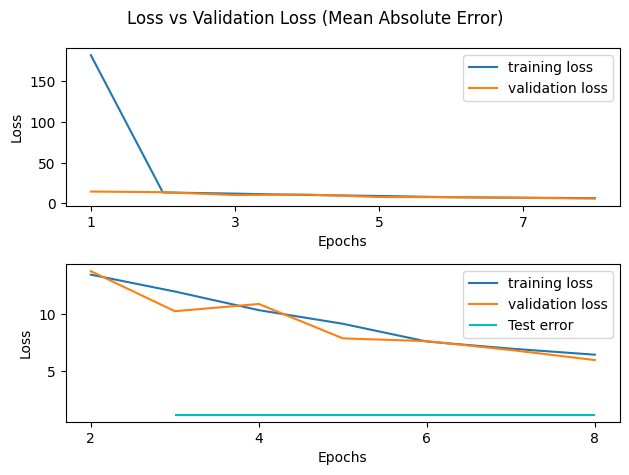 Loss vs Validation Loss (Mean Absolute Error)
150
100
50
0
Loss
training loss
validation loss
1
3
5
7
Epochs
10
5
Loss
training loss
validation loss
Test error
2
4
6
8
Epochs